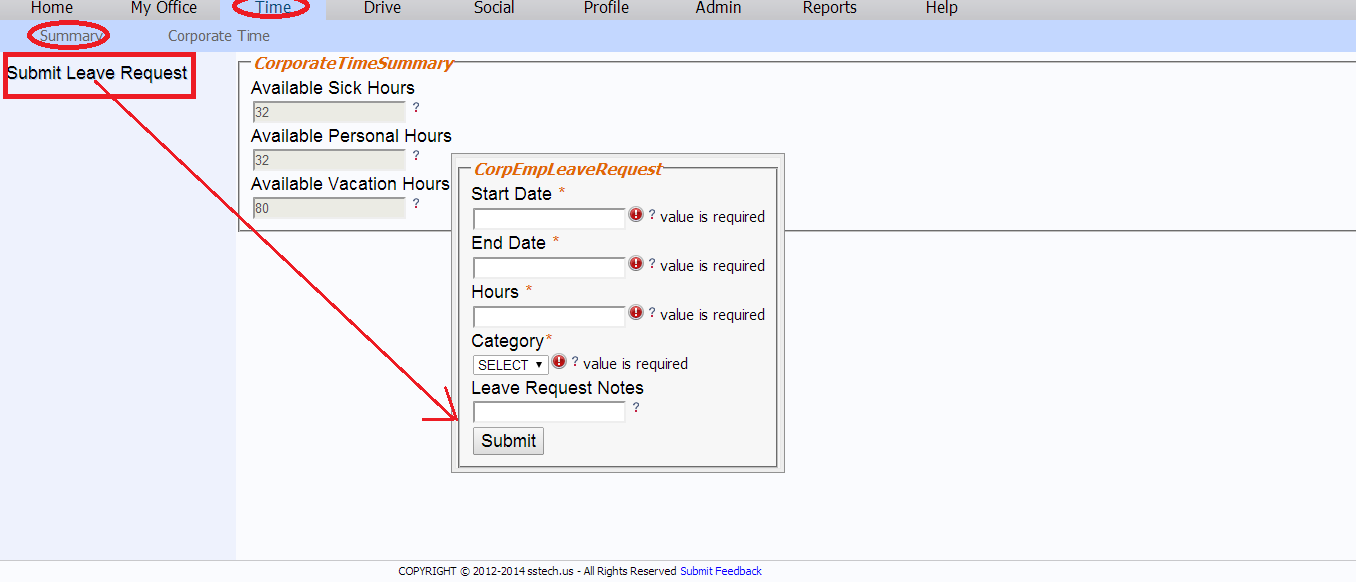 Home My Office Time Drive Social Profile Admin Reports Help
Summary Corporate Time
Submit Leave Request
CorporateTimeSummary
Available Sick Hours
32 ?
Available Personal Hours
32 ?
Available Vacation Hours
80 ?
CorpEmpLeaveRequest
Start Date *
! ? value is required
End Date *
! ? value is required
Hours *
! ? value is required
Category*
SELECT ▼ ! ? value is required
Leave Request Notes
?
Submit
COPYRIGHT © 2012-2014 sstech.us - All Rights Reserved Submit Feedback